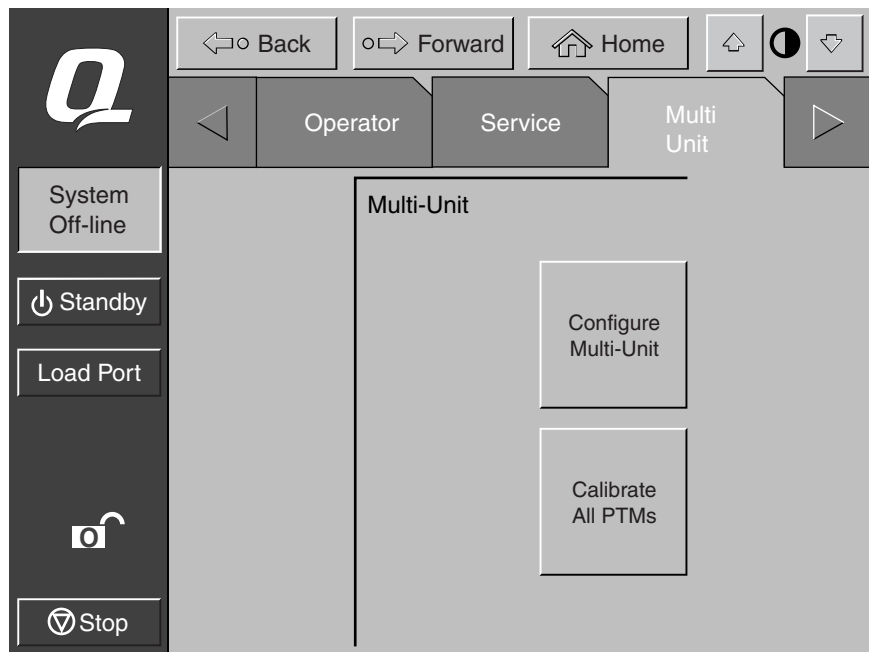 Q
Back
Forward
Home
Operator
Service
Multi
Unit
System
Off-line
Standby
Load Port
O
Stop
Multi-Unit
Configure
Multi-Unit
Calibrate
All PTMs